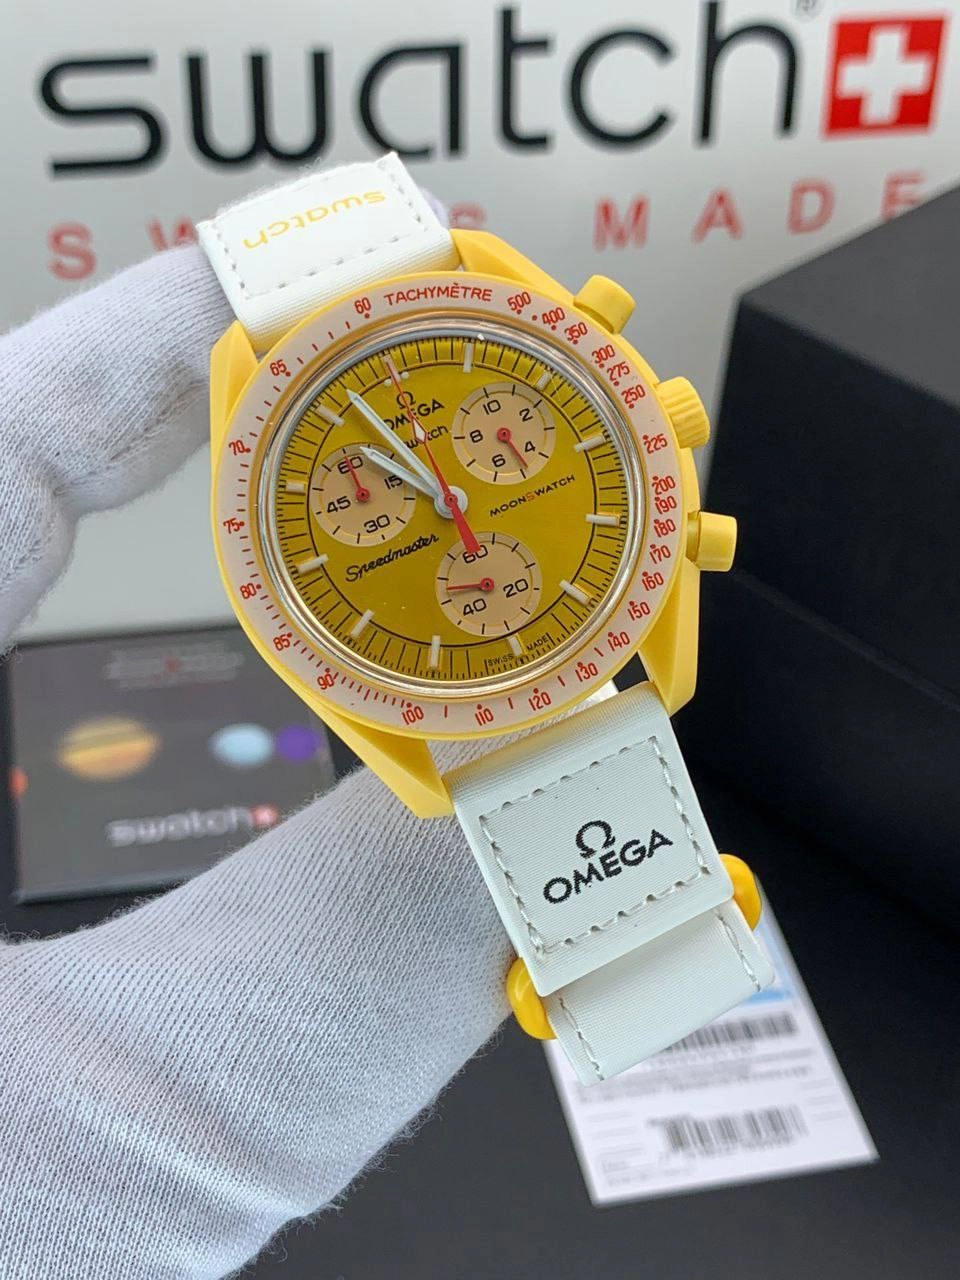 swatch®
SWISS MADE
swatch
60 TACHYMÈTRE 500 400 350 300 275 250 225 200 190 180 170 160 150 140 130 120 110 100 90 85 80 75 70 65
Ω
OMEGA
swatch
10 2 4 6 8
MOONSWATCH
60 15 30 45
Speedmaster
60 20 40
SWISS MADE
Ω
OMEGA
swatch